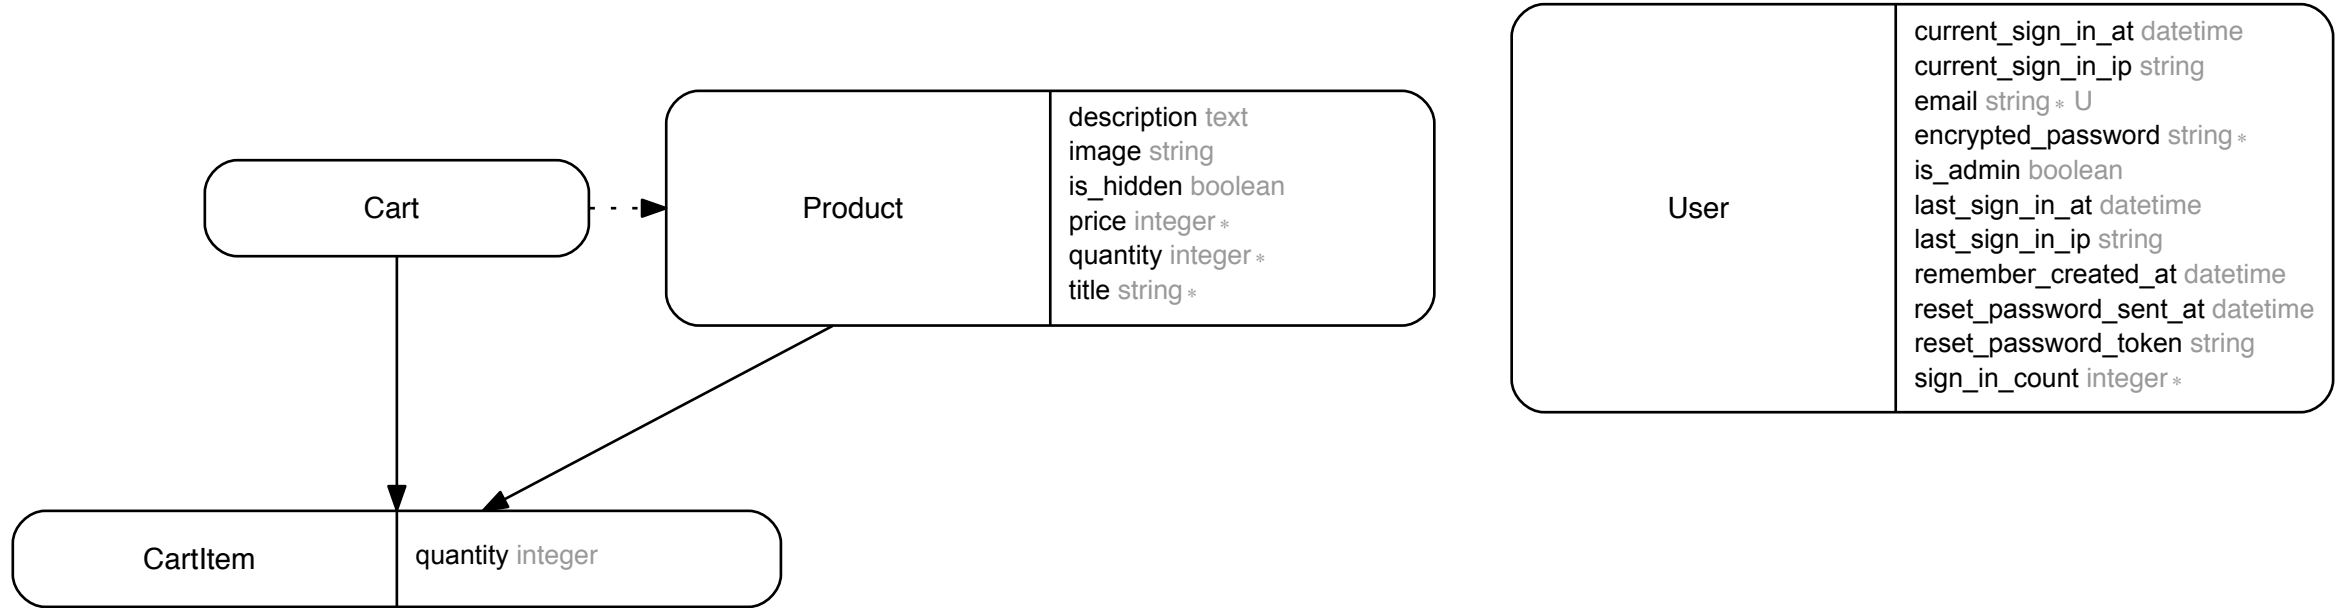 Cart
Product
description text
image string
is_hidden boolean
price integer *
quantity integer *
title string *
User
current_sign_in_at datetime
current_sign_in_ip string
email string * U
encrypted_password string *
is_admin boolean
last_sign_in_at datetime
last_sign_in_ip string
remember_created_at datetime
reset_password_sent_at datetime
reset_password_token string
sign_in_count integer *
CartItem
quantity integer